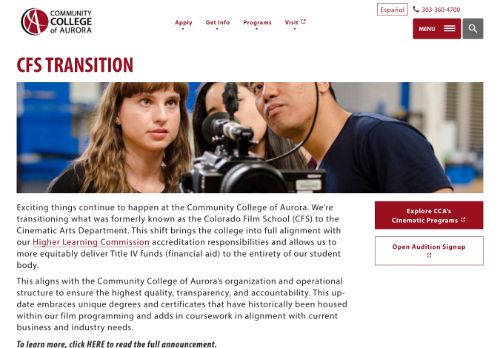 Español
303-360-4700
COMMUNITY
COLLEGE
of AURORA
Apply
Get Info
Programs
Visit
MENU
CFS TRANSITION
Exciting things continue to happen at the Community College of Aurora. We're
transitioning what was formerly known as the Colorado Film School (CFS) to the
Cinematic Arts Department. This shift brings the college into full alignment with
our Higher Learning Commission accreditation responsibilities and allows us to
more equitably deliver Title IV funds (financial aid) to the entirety of our student
body.
This aligns with the Community College of Aurora's organization and operational
structure to ensure the highest quality, transparency, and accountability. This up-
date embraces unique degrees and certificates that have historically been housed
within our film programming and adds in coursework in alignment with current
business and industry needs.
To learn more, click HERE to read the full announcement.
Explore CCA's
Cinematic Programs
Open Audition Signup